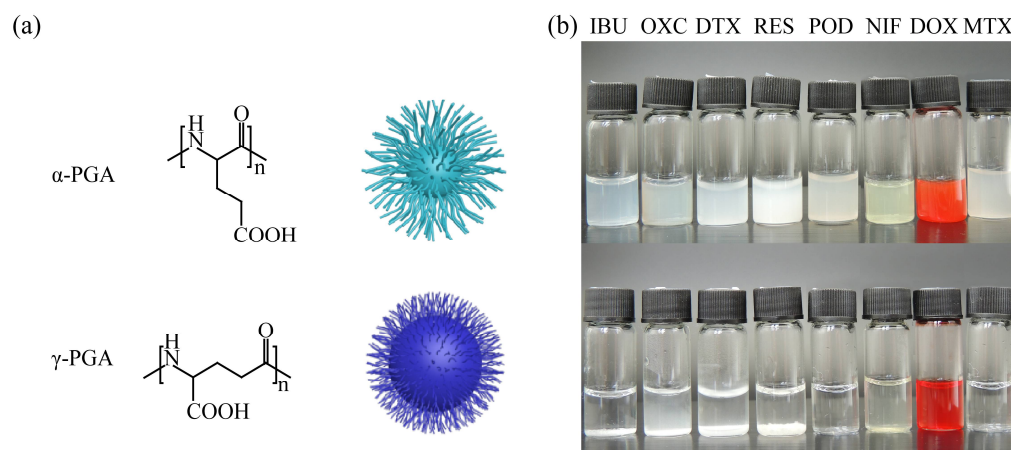 (a)
α-PGA
H
N
O
n
COOH
γ-PGA
H
N
O
n
COOH
(b) IBU OXC DTX RES POD NIF DOX MTX